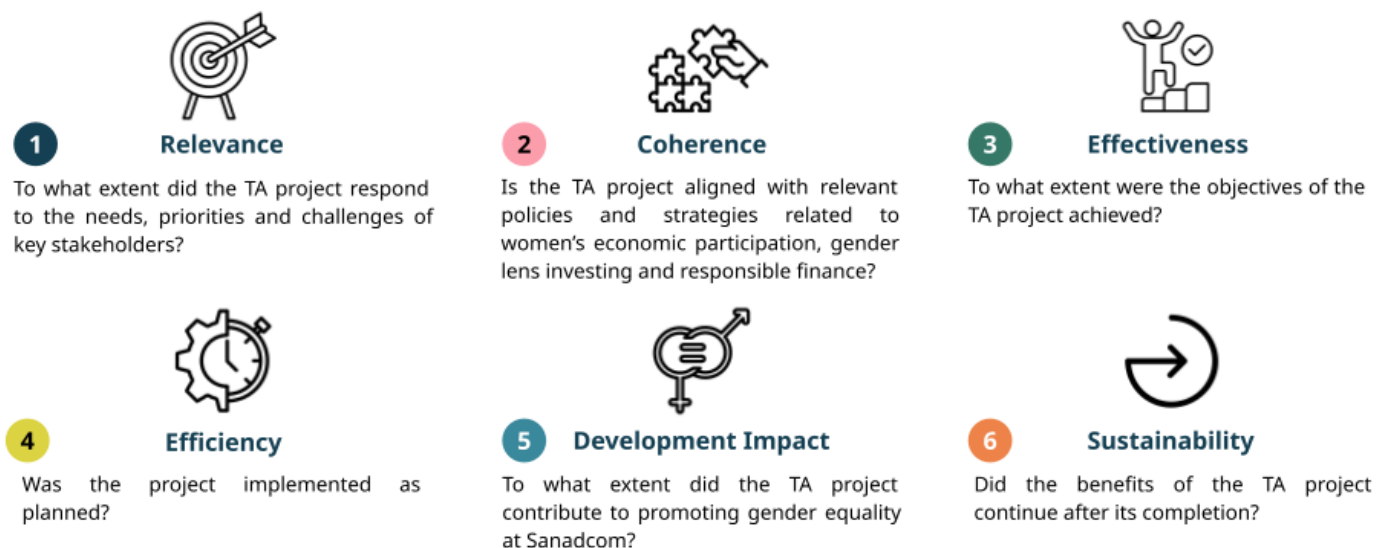 1
Relevance
To what extent did the TA project respond
to the needs, priorities and challenges of
key stakeholders?
2
Coherence
Is the TA project aligned with relevant
policies and strategies related to
women's economic participation, gender
lens investing and responsible finance?
3
Effectiveness
To what extent were the objectives of the
TA project achieved?
4
Efficiency
Was the project implemented as
planned?
5
Development Impact
To what extent did the TA project
contribute to promoting gender equality
at Sanadcom?
6
Sustainability
Did the benefits of the TA project
continue after its completion?